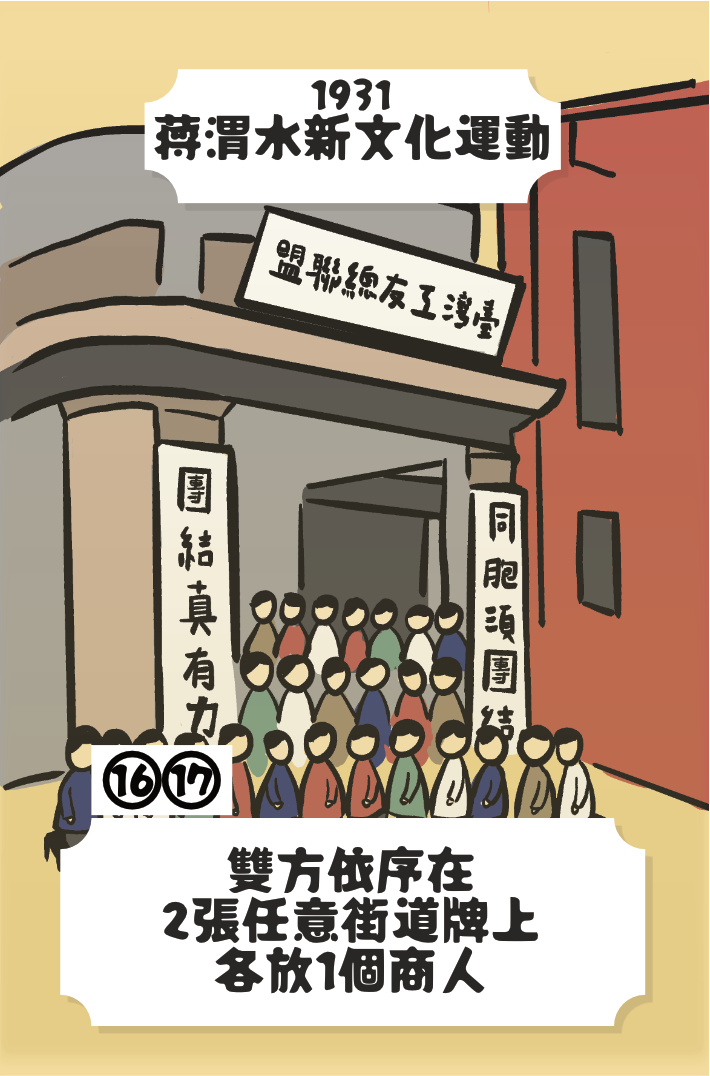 1931
蔣渭水新文化運動
臺灣工友總聯盟
團結真有力
同胞須團結
⑯⑰
雙方依序在
2張任意街道牌上
各放1個商人